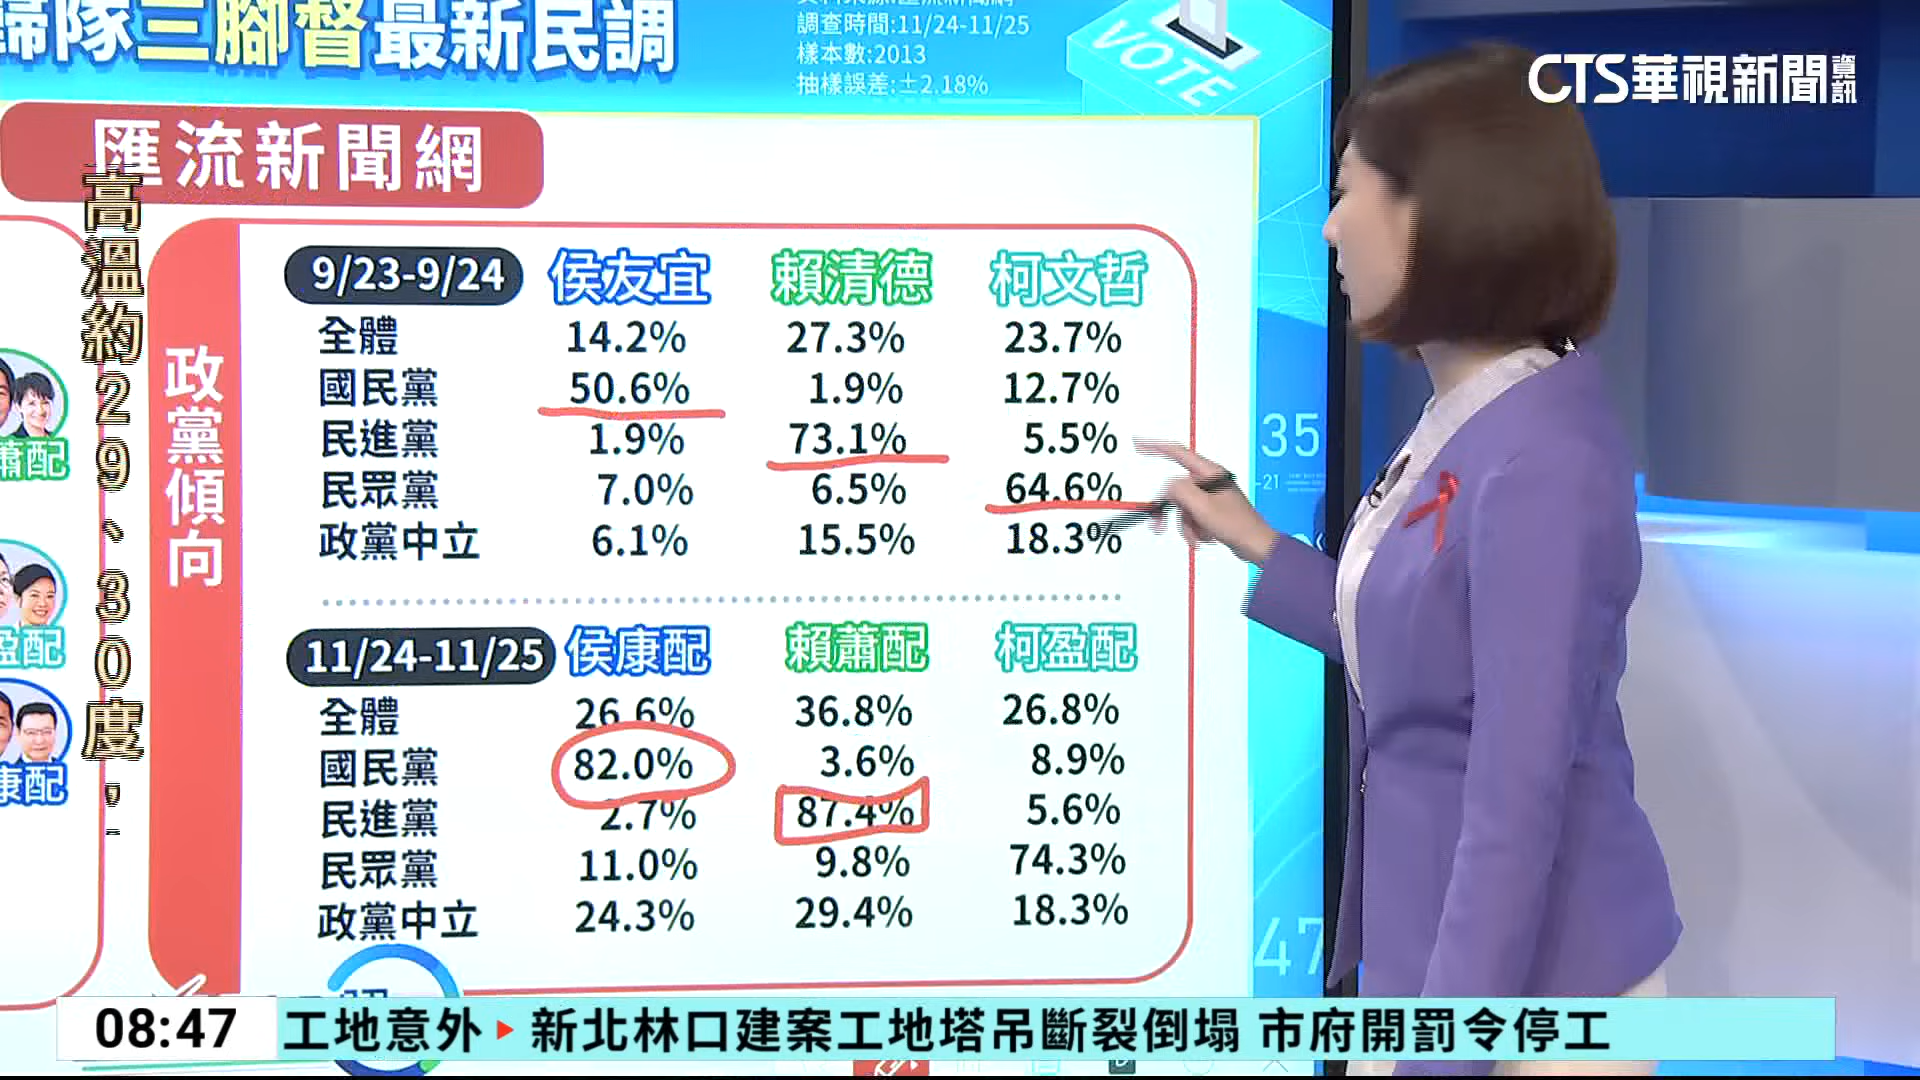 歸隊三腳督最新民調
調查時間:11/24-11/25
樣本數:2013
抽樣誤差:±2.18%
VOTE
CTS華視新聞資訊
匯流新聞網
高溫約29、30度,
政黨傾向
9/23-9/24 侯友宜 賴清德 柯文哲
全體 14.2% 27.3% 23.7%
國民黨 50.6% 1.9% 12.7%
民進黨 1.9% 73.1% 5.5%
民眾黨 7.0% 6.5% 64.6%
政黨中立 6.1% 15.5% 18.3%
11/24-11/25 侯康配 賴蕭配 柯盈配
全體 26.6% 36.8% 26.8%
國民黨 82.0% 3.6% 8.9%
民進黨 2.7% 87.4% 5.6%
民眾黨 11.0% 9.8% 74.3%
政黨中立 24.3% 29.4% 18.3%
蕭配
盈配
康配
35
-21
47
08:47 工地意外 新北林口建案工地塔吊斷裂倒塌 市府開罰令停工